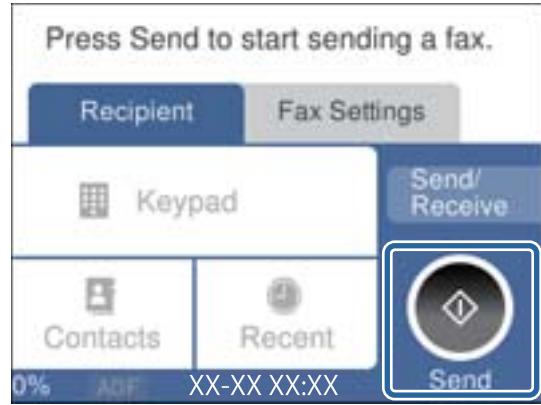 Press Send to start sending a fax.
Recipient
Fax Settings
Keypad
Send/
Receive
Contacts
Recent
Send
0%
ADF
XX-XX XX:XX